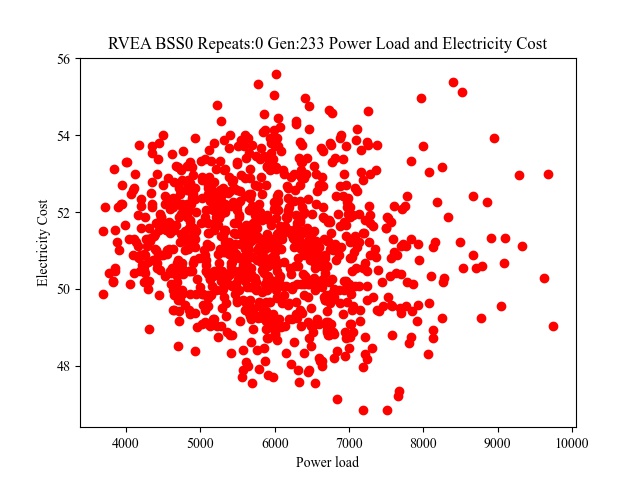 RVEA BSS0 Repeats:0 Gen:233 Power Load and Electricity Cost
56
54
52
50
48
Electricity Cost
4000 5000 6000 7000 8000 9000 10000
Power load